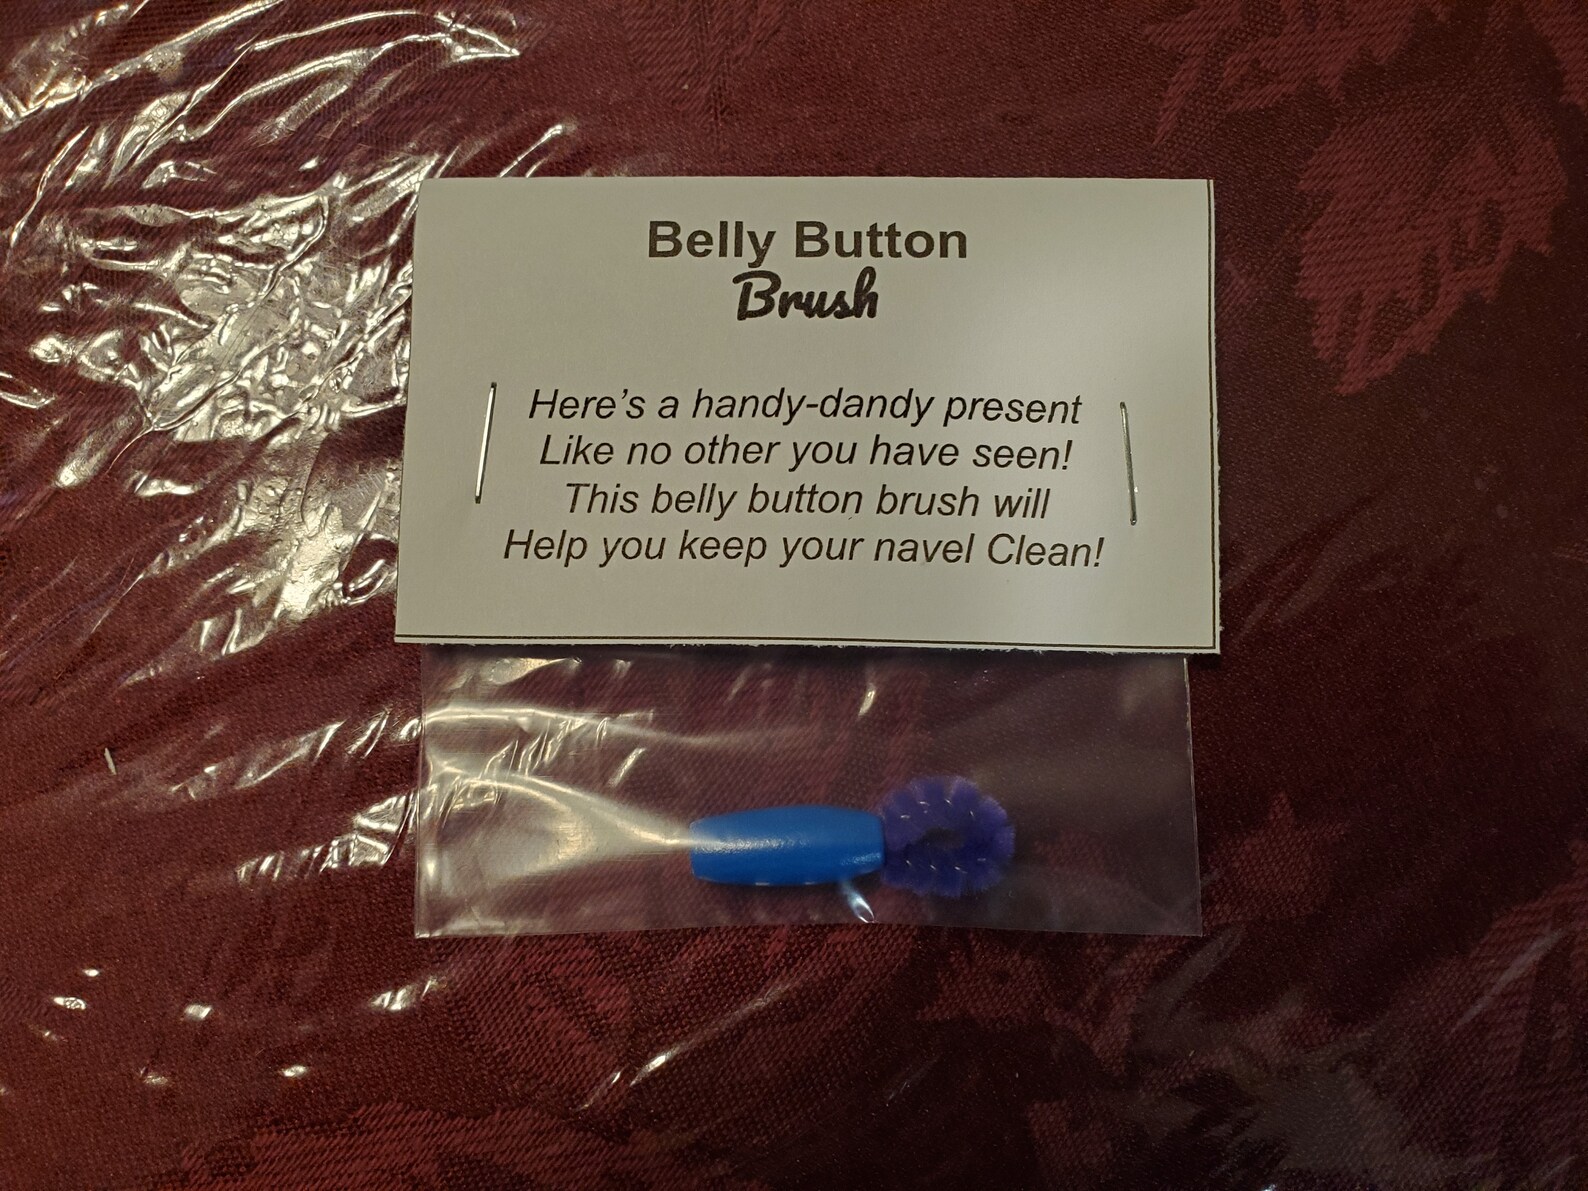 Belly Button
Brush
Here's a handy-dandy present
Like no other you have seen!
This belly button brush will
Help you keep your navel Clean!